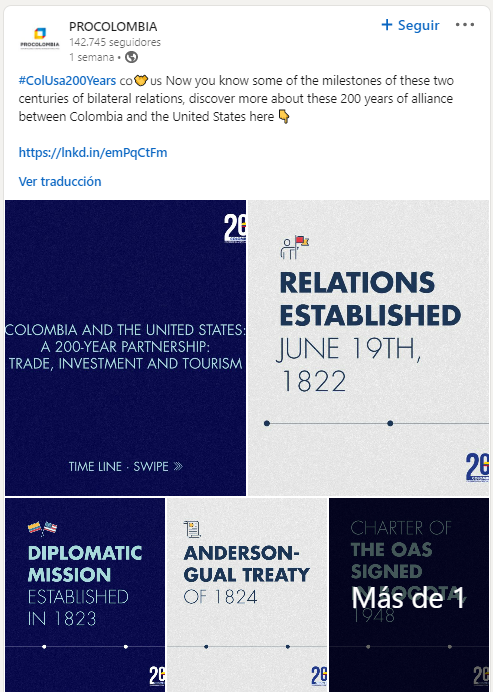 PROCOLOMBIA
PROCOLOMBIA
142.745 seguidores
1 semana •
+ Seguir
#ColUsa200Years co🤝us Now you know some of the milestones of these two
centuries of bilateral relations, discover more about these 200 years of alliance
between Colombia and the United States here 👇
https://lnkd.in/emPqCtFm
Ver traducción
COLOMBIA AND THE UNITED STATES:
A 200-YEAR PARTNERSHIP:
TRADE, INVESTMENT AND TOURISM
TIME LINE · SWIPE »
RELATIONS
ESTABLISHED
JUNE 19TH,
1822
DIPLOMATIC
MISSION
ESTABLISHED
IN 1823
ANDERSON-
GUAL TREATY
OF 1824
CHARTER OF
THE OAS
SIGNED
BOGOTA,
1948
Más de 1